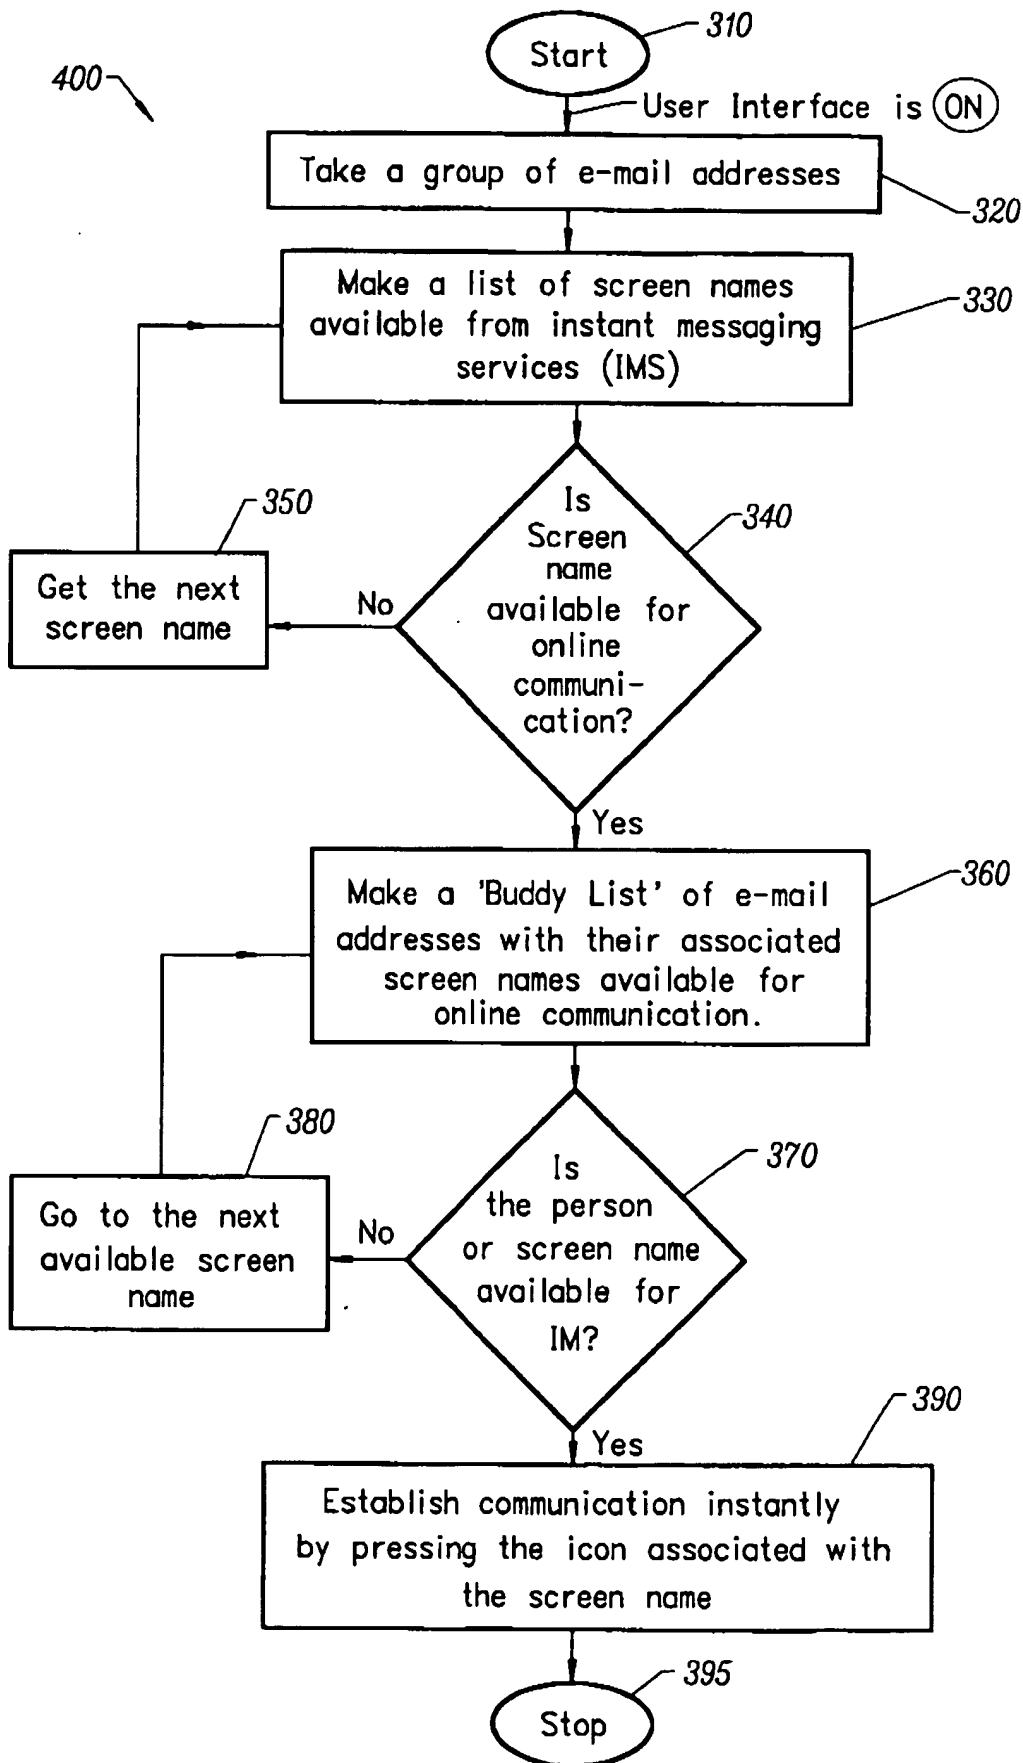 310
Start
400
User Interface is ON
Take a group of e-mail addresses
320
Make a list of screen names
available from instant messaging
services (IMS)
330
350
Get the next
screen name
No
Is
Screen
name
available for
online
communi-
cation?
340
Yes
Make a 'Buddy List' of e-mail
addresses with their associated
screen names available for
online communication.
360
380
Go to the next
available screen
name
No
Is
the person
or screen name
available for
IM?
370
Yes
390
Establish communication instantly
by pressing the icon associated with
the screen name
395
Stop